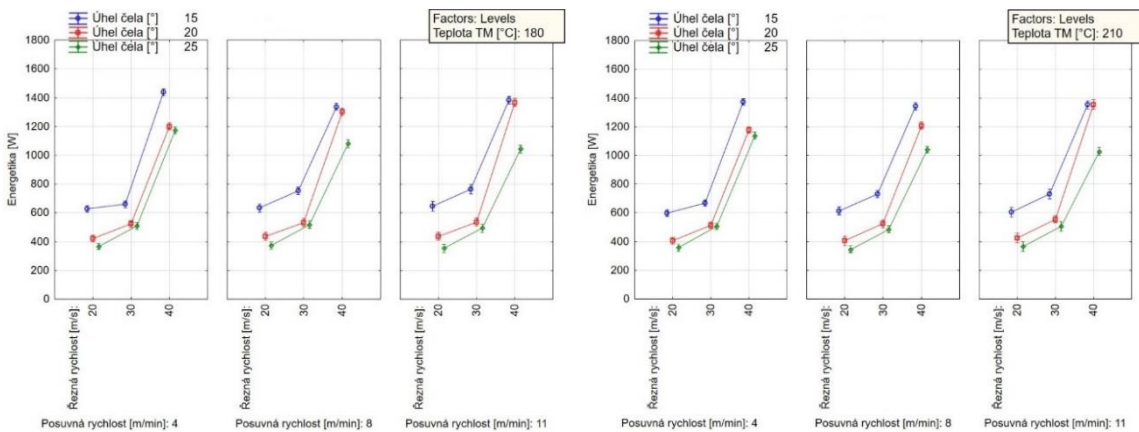 Úhel čela [°] 15
Úhel čela [°] 20
Úhel čela [°] 25
Factors: Levels
Teplota TM [°C]: 180
Energetika [W]
1800
1600
1400
1200
1000
800
600
400
200
0
Řezná rychlost [m/s]: 20 30 40
Řezná rychlost [m/s]: 20 30 40
Řezná rychlost [m/s]: 20 30 40
Posuvná rychlost [m/min]: 4
Posuvná rychlost [m/min]: 8
Posuvná rychlost [m/min]: 11
Úhel čela [°] 15
Úhel čela [°] 20
Úhel čela [°] 25
Factors: Levels
Teplota TM [°C]: 210
Energetika [W]
1800
1600
1400
1200
1000
800
600
400
200
0
Řezná rychlost [m/s]: 20 30 40
Řezná rychlost [m/s]: 20 30 40
Řezná rychlost [m/s]: 20 30 40
Posuvná rychlost [m/min]: 4
Posuvná rychlost [m/min]: 8
Posuvná rychlost [m/min]: 11